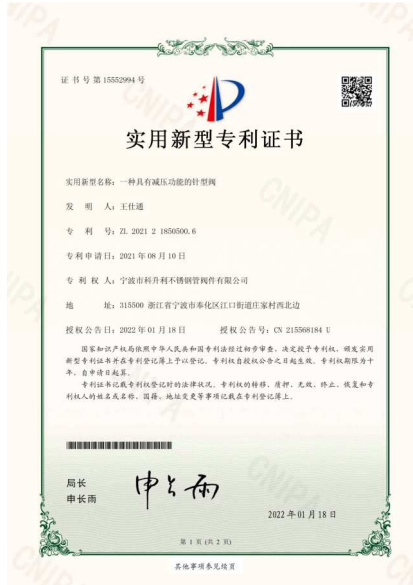 证书号第15552994号
实用新型专利证书
实用新型名称：一种具有减压功能的针型阀
发明人：王仕通
专利号：ZL 2021 2 1850500.6
专利申请日：2021年08月10日
专利权人：宁波市科升利不锈钢管阀件有限公司
地址：315500 浙江省宁波市奉化区江口街道庄家村西北边
授权公告日：2022年01月18日 授权公告号：CN 215568184 U
国家知识产权局依照中华人民共和国专利法经过初步审查，决定授予专利权，颁发实用
新型专利证书并在专利登记簿上予以登记。专利权自授权公告之日起生效。专利权期限为十
年，自申请日起算。
专利证书记载专利权登记时的法律状况。专利权的转移、质押、无效、终止、恢复和专
利权人的姓名或名称、国籍、地址变更等事项记载在专利登记簿上。
局长
申长雨
申长雨
2022年01月18日
第 1 页 (共 2 页)
其他事项参见续页
CNIPA
CNIPA
CNIPA
CNIPA